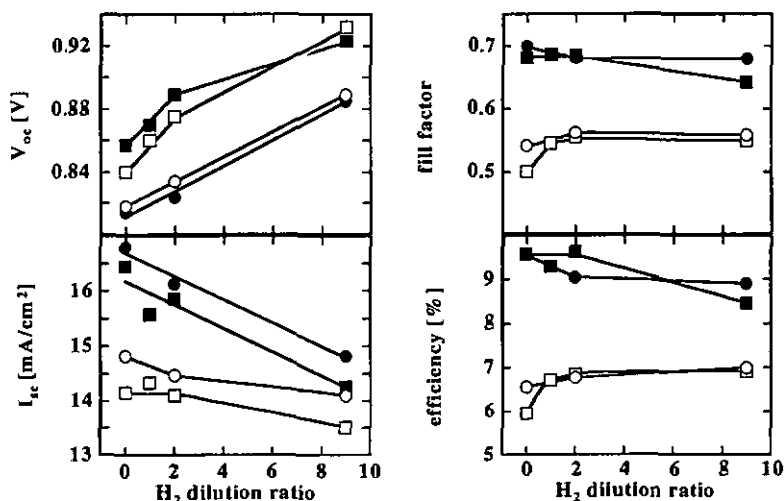 0.92
0.88
0.84
V_oc [V]
0.7
0.6
0.5
fill factor
16
15
14
13
I_sc [mA/cm²]
0 2 4 6 8 10
H₂ dilution ratio
9
8
7
6
5
efficiency [%]
0 2 4 6 8 10
H₂ dilution ratio